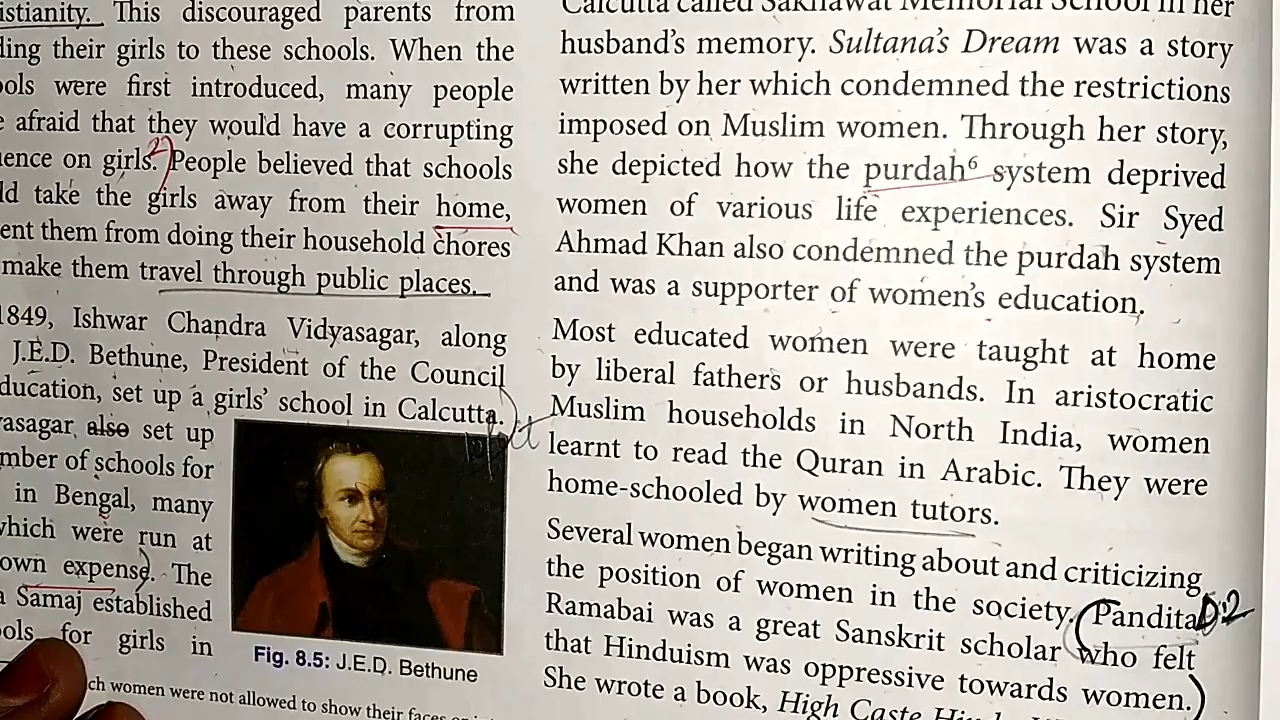 istianity. This discouraged parents from
ding their girls to these schools. When the
ools were first introduced, many people
e afraid that they would have a corrupting
uence on girls. People believed that schools
ld take the girls away from their home,
ent them from doing their household chores
make them travel through public places.
1849, Ishwar Chandra Vidyasagar, along
J.E.D. Bethune, President of the Council
ducation, set up a girls' school in Calcutta.
yasagar also set up
mber of schools for
in Bengal, many
which were run at
own expense. The
a Samaj established
ools for girls in
Fig. 8.5: J.E.D. Bethune
ch women were not allowed to show their faces
Calcutta called Sakhawat Memorial School in her
husband's memory. Sultana's Dream was a story
written by her which condemned the restrictions
imposed on Muslim women. Through her story,
she depicted how the purdah⁶ system deprived
women of various life experiences. Sir Syed
Ahmad Khan also condemned the purdah system
and was a supporter of women's education.
Most educated women were taught at home
by liberal fathers or husbands. In aristocratic
Muslim households in North India, women
learnt to read the Quran in Arabic. They were
home-schooled by women tutors.
Several women began writing about and criticizing
the position of women in the society. Pandita
Ramabai was a great Sanskrit scholar who felt
that Hinduism was oppressive towards women.
She wrote a book, High Caste